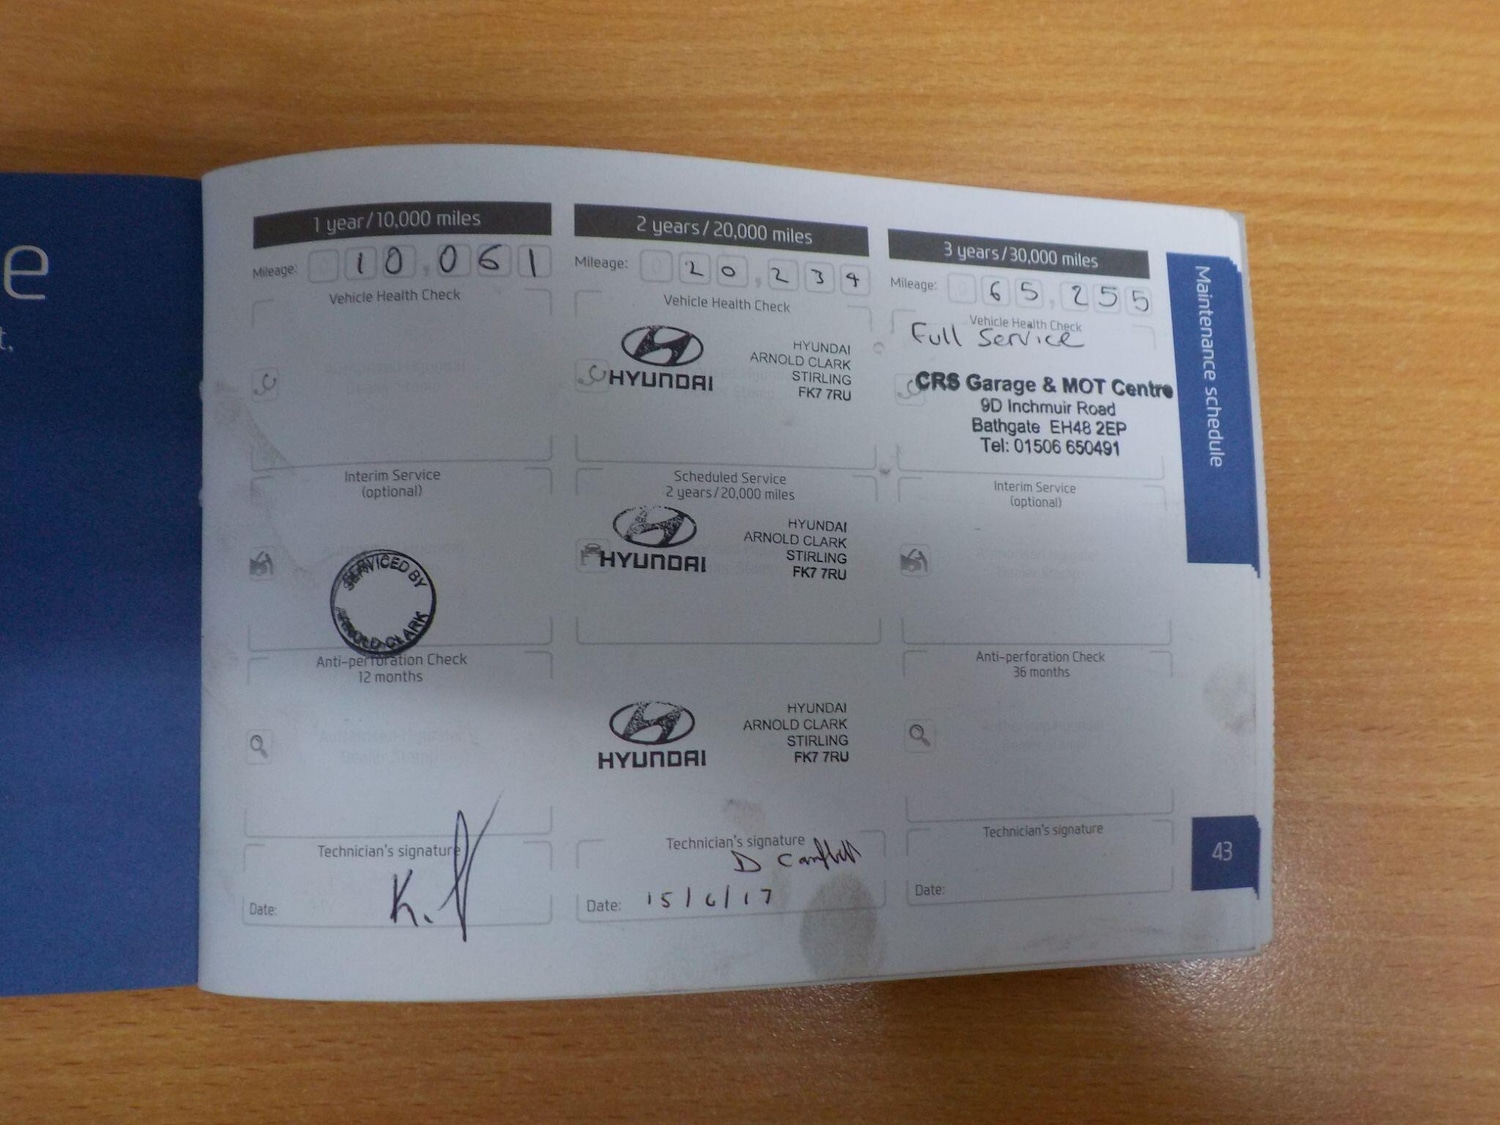 e
t.
1 year/10,000 miles
Mileage: 10,061
Vehicle Health Check
Interim Service
(optional)
SERVICED BY
ARNOLD CLARK
Anti-perforation Check
12 months
Technician's signature
K.
Date:
2 years/20,000 miles
Mileage: 20,234
Vehicle Health Check
HYUNDAI
HYUNDAI
ARNOLD CLARK
STIRLING
FK7 7RU
Scheduled Service
2 years/20,000 miles
HYUNDAI
HYUNDAI
ARNOLD CLARK
STIRLING
FK7 7RU
HYUNDAI
HYUNDAI
ARNOLD CLARK
STIRLING
FK7 7RU
Technician's signature
D Campbell
Date: 15/6/17
3 years/30,000 miles
Mileage: 65,255
Vehicle Health Check
Full Service
CRS Garage & MOT Centre
9D Inchmuir Road
Bathgate EH48 2EP
Tel: 01506 650491
Interim Service
(optional)
Anti-perforation Check
36 months
Technician's signature
Date:
Maintenance schedule
43